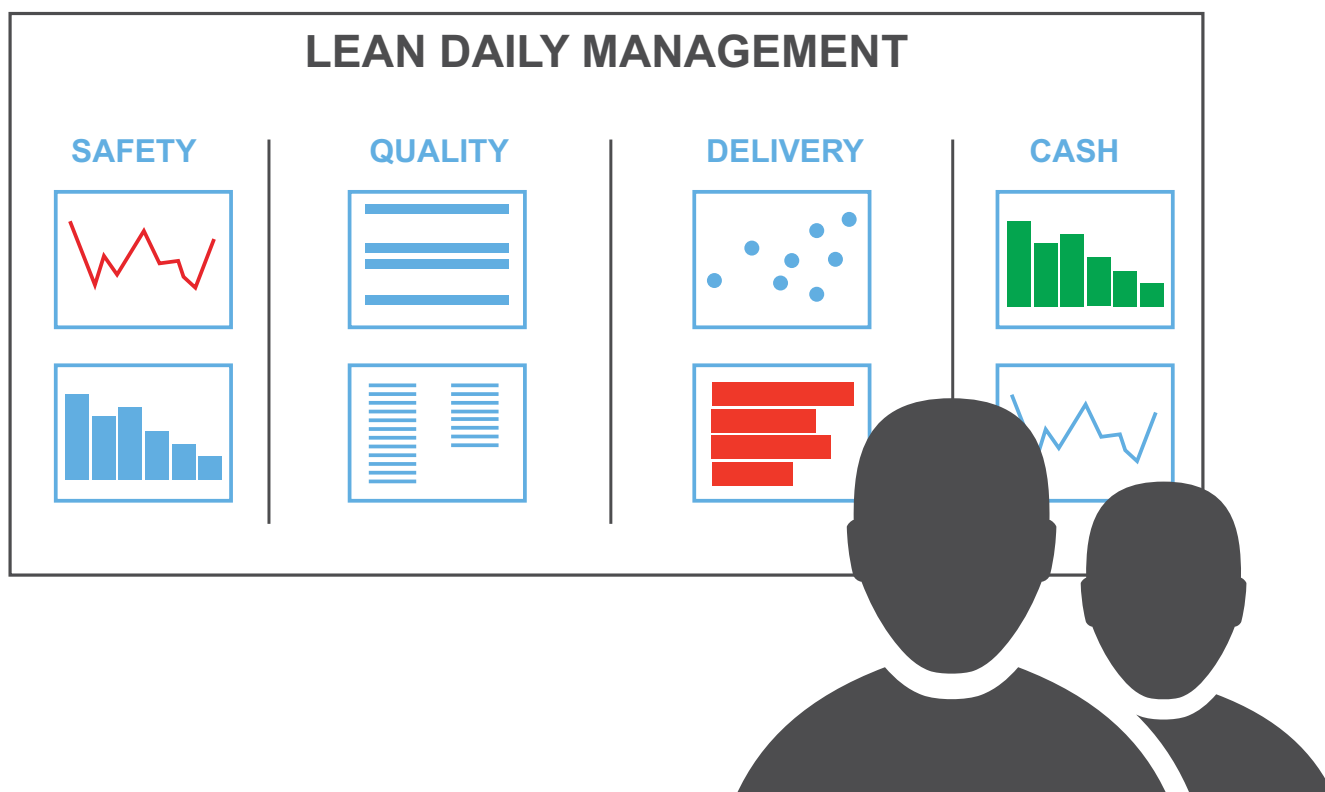 LEAN DAILY MANAGEMENT
SAFETY
QUALITY
DELIVERY
CASH